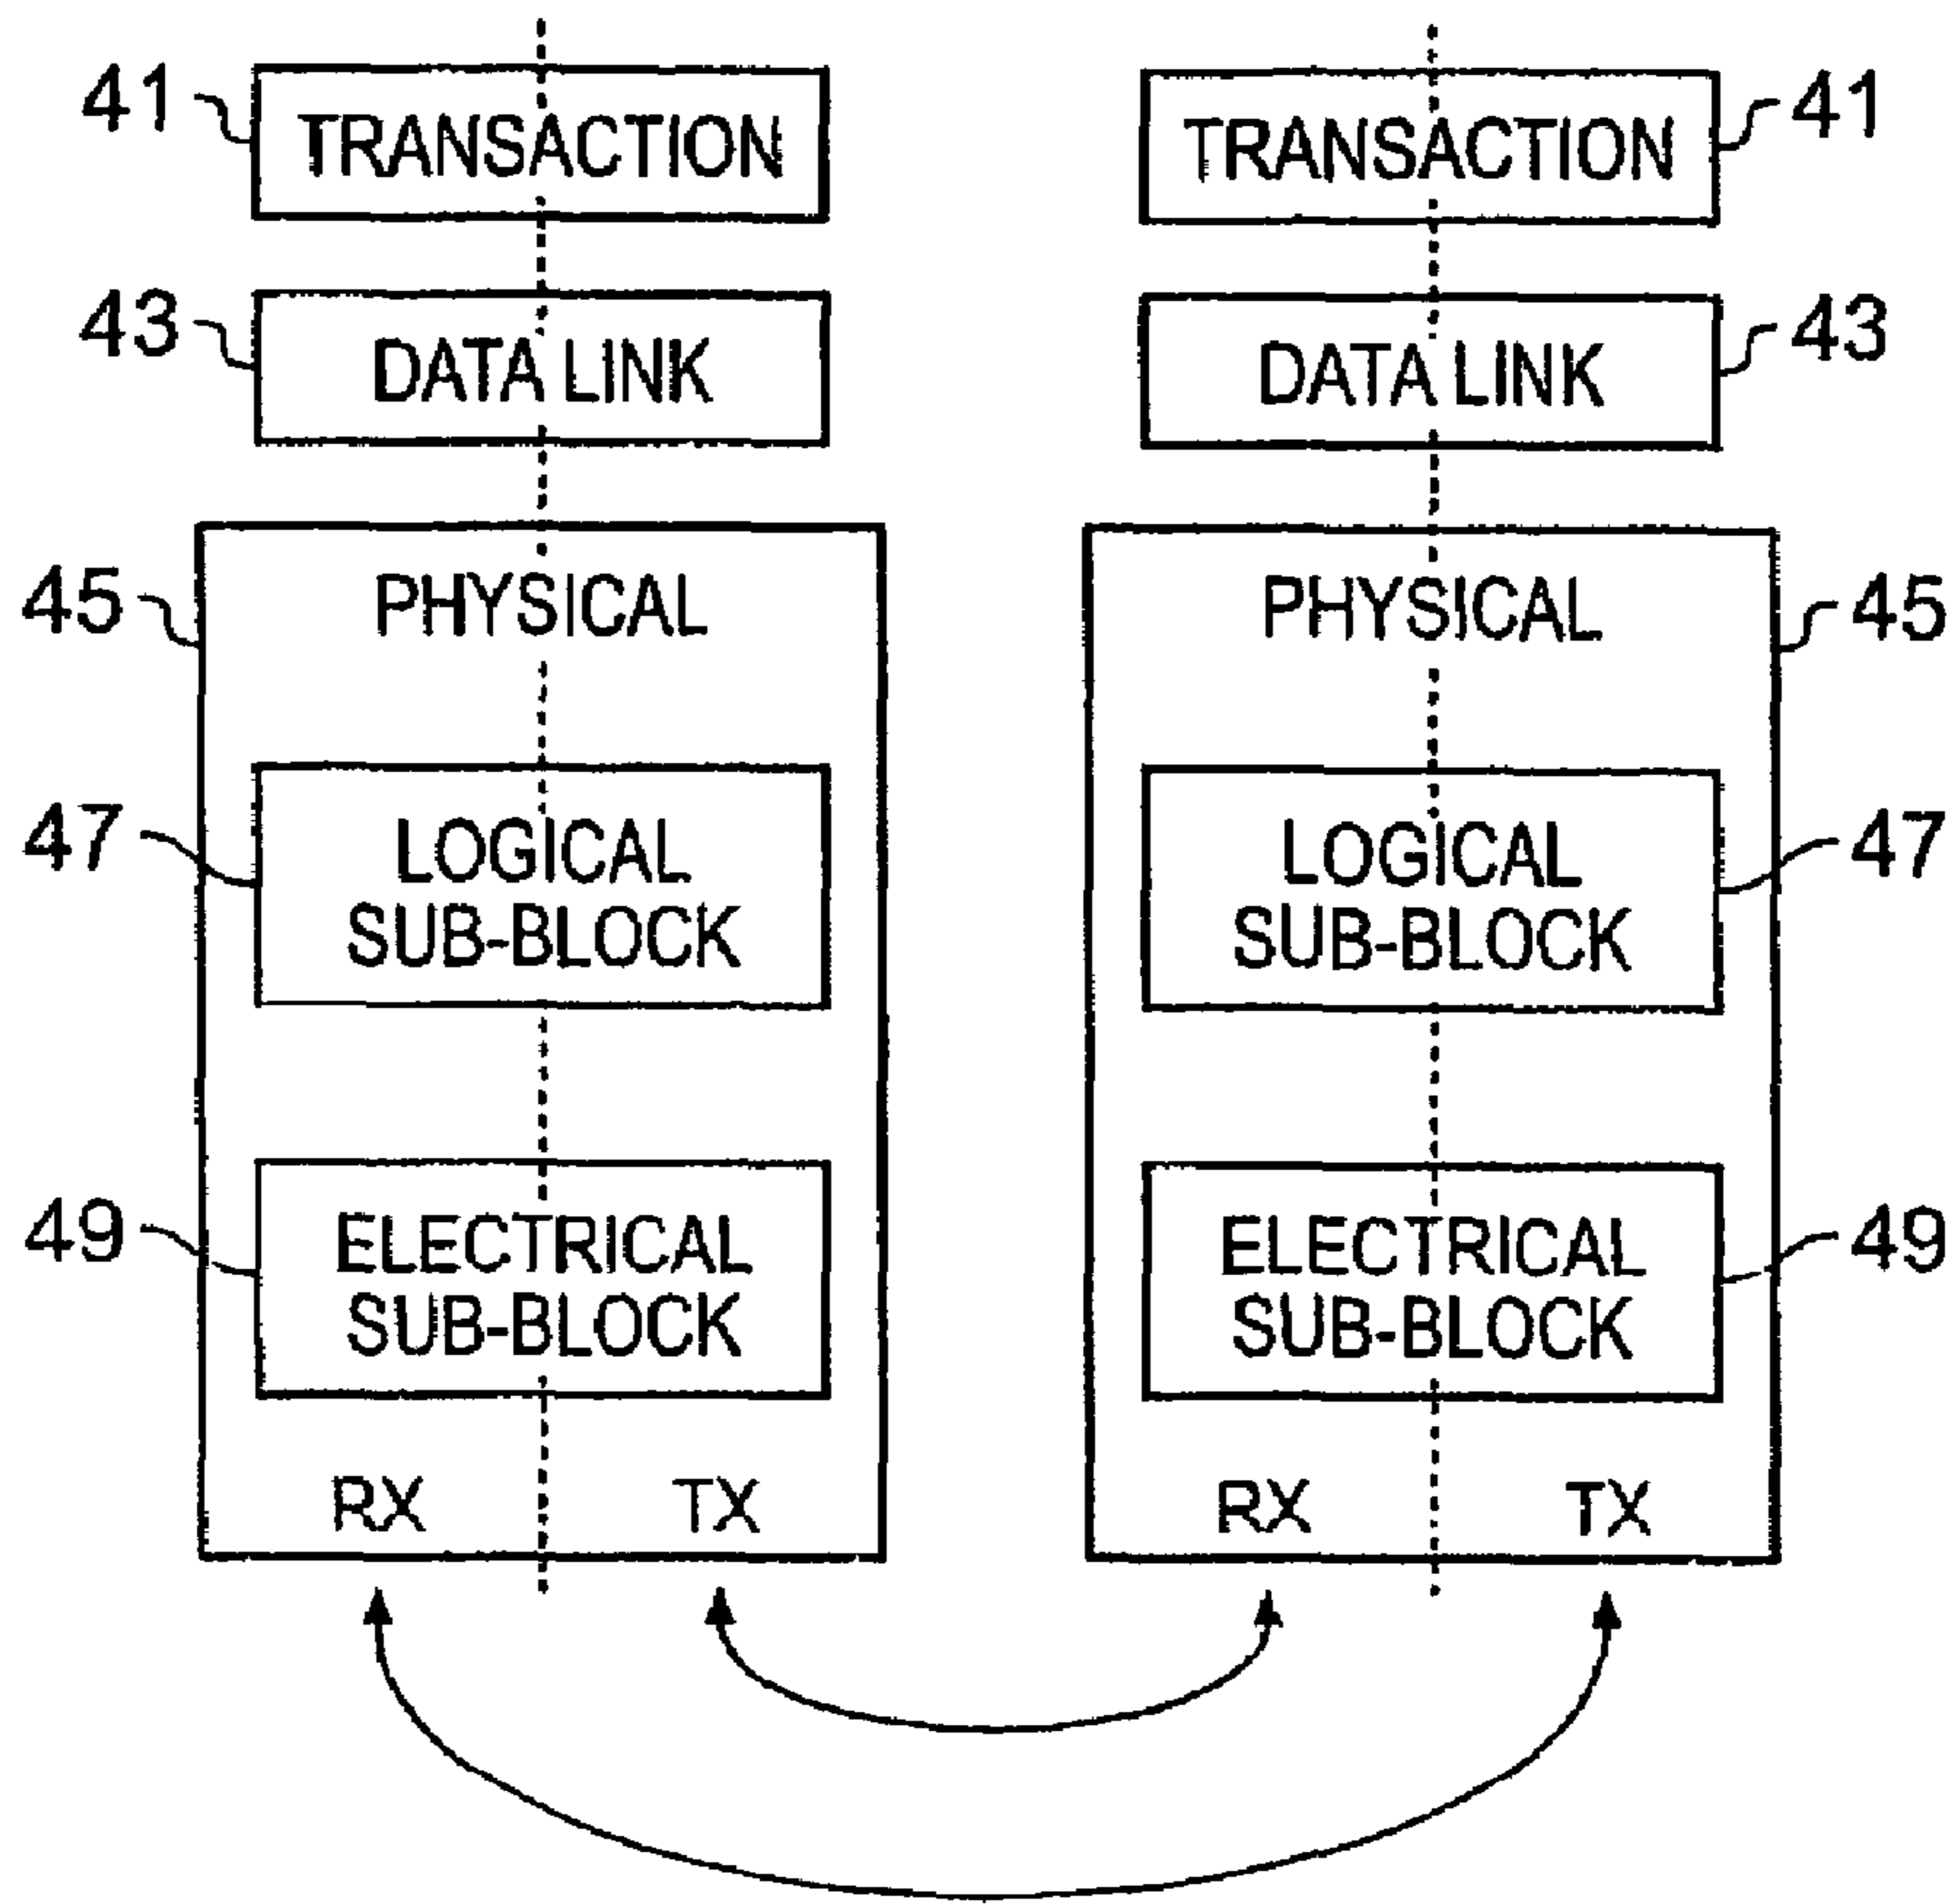 41 TRANSACTION TRANSACTION 41
43 DATA LINK DATA LINK 43
45 PHYSICAL PHYSICAL 45
47 LOGICAL LOGICAL 47
SUB-BLOCK SUB-BLOCK
49 ELECTRICAL ELECTRICAL 49
SUB-BLOCK SUB-BLOCK
RX TX RX TX